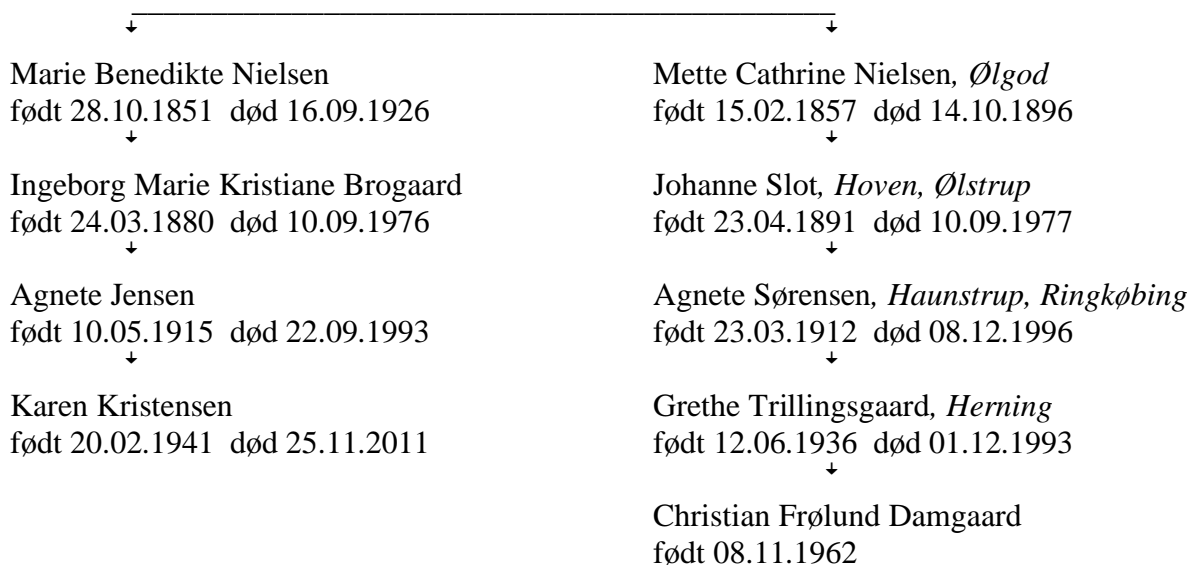 Marie Benedikte Nielsen
født 28.10.1851 død 16.09.1926
Ingeborg Marie Kristiane Brogaard
født 24.03.1880 død 10.09.1976
Agnete Jensen
født 10.05.1915 død 22.09.1993
Karen Kristensen
født 20.02.1941 død 25.11.2011
Mette Cathrine Nielsen, Ølgod
født 15.02.1857 død 14.10.1896
Johanne Slot, Hoven, Ølstrup
født 23.04.1891 død 10.09.1977
Agnete Sørensen, Haunstrup, Ringkøbing
født 23.03.1912 død 08.12.1996
Grethe Trillingsgaard, Herning
født 12.06.1936 død 01.12.1993
Christian Frølund Damgaard
født 08.11.1962